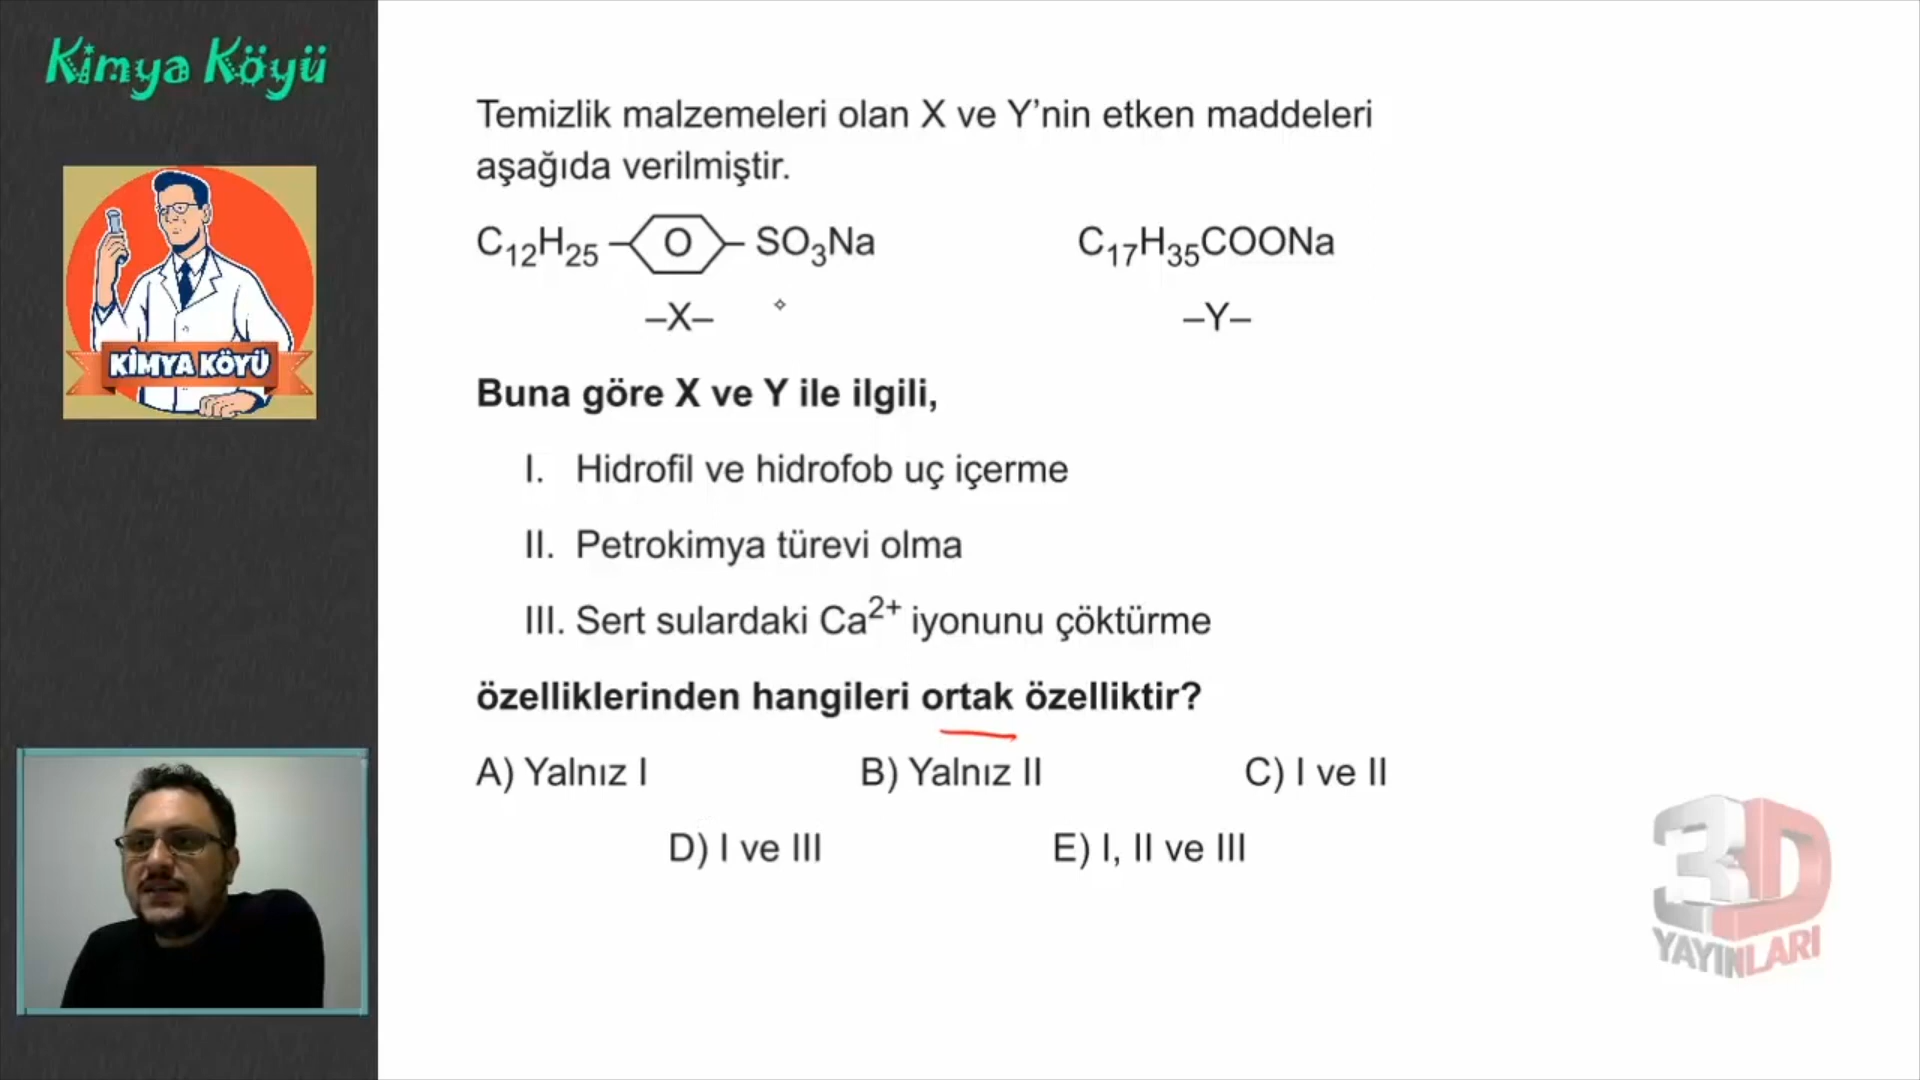 Kimya Köyü
KİMYA KÖYÜ
Temizlik malzemeleri olan X ve Y’nin etken maddeleri
aşağıda verilmiştir.
C₁₂H₂₅ O SO₃Na C₁₇H₃₅COONa
–X– –Y–
Buna göre X ve Y ile ilgili,
I. Hidrofil ve hidrofob uç içerme
II. Petrokimya türevi olma
III. Sert sulardaki Ca²⁺ iyonunu çöktürme
özelliklerinden hangileri ortak özelliktir?
A) Yalnız I B) Yalnız II C) I ve II
D) I ve III E) I, II ve III
3D
YAYINLARI